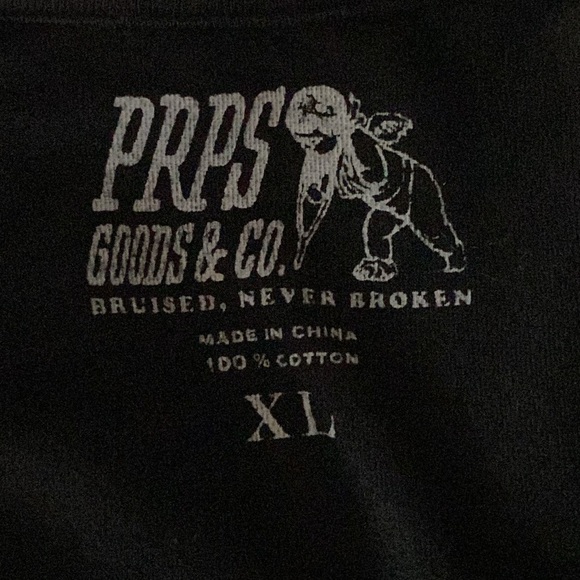 PRPS
GOODS & CO.
BRUISED, NEVER BROKEN
MADE IN CHINA
100 % COTTON
XL